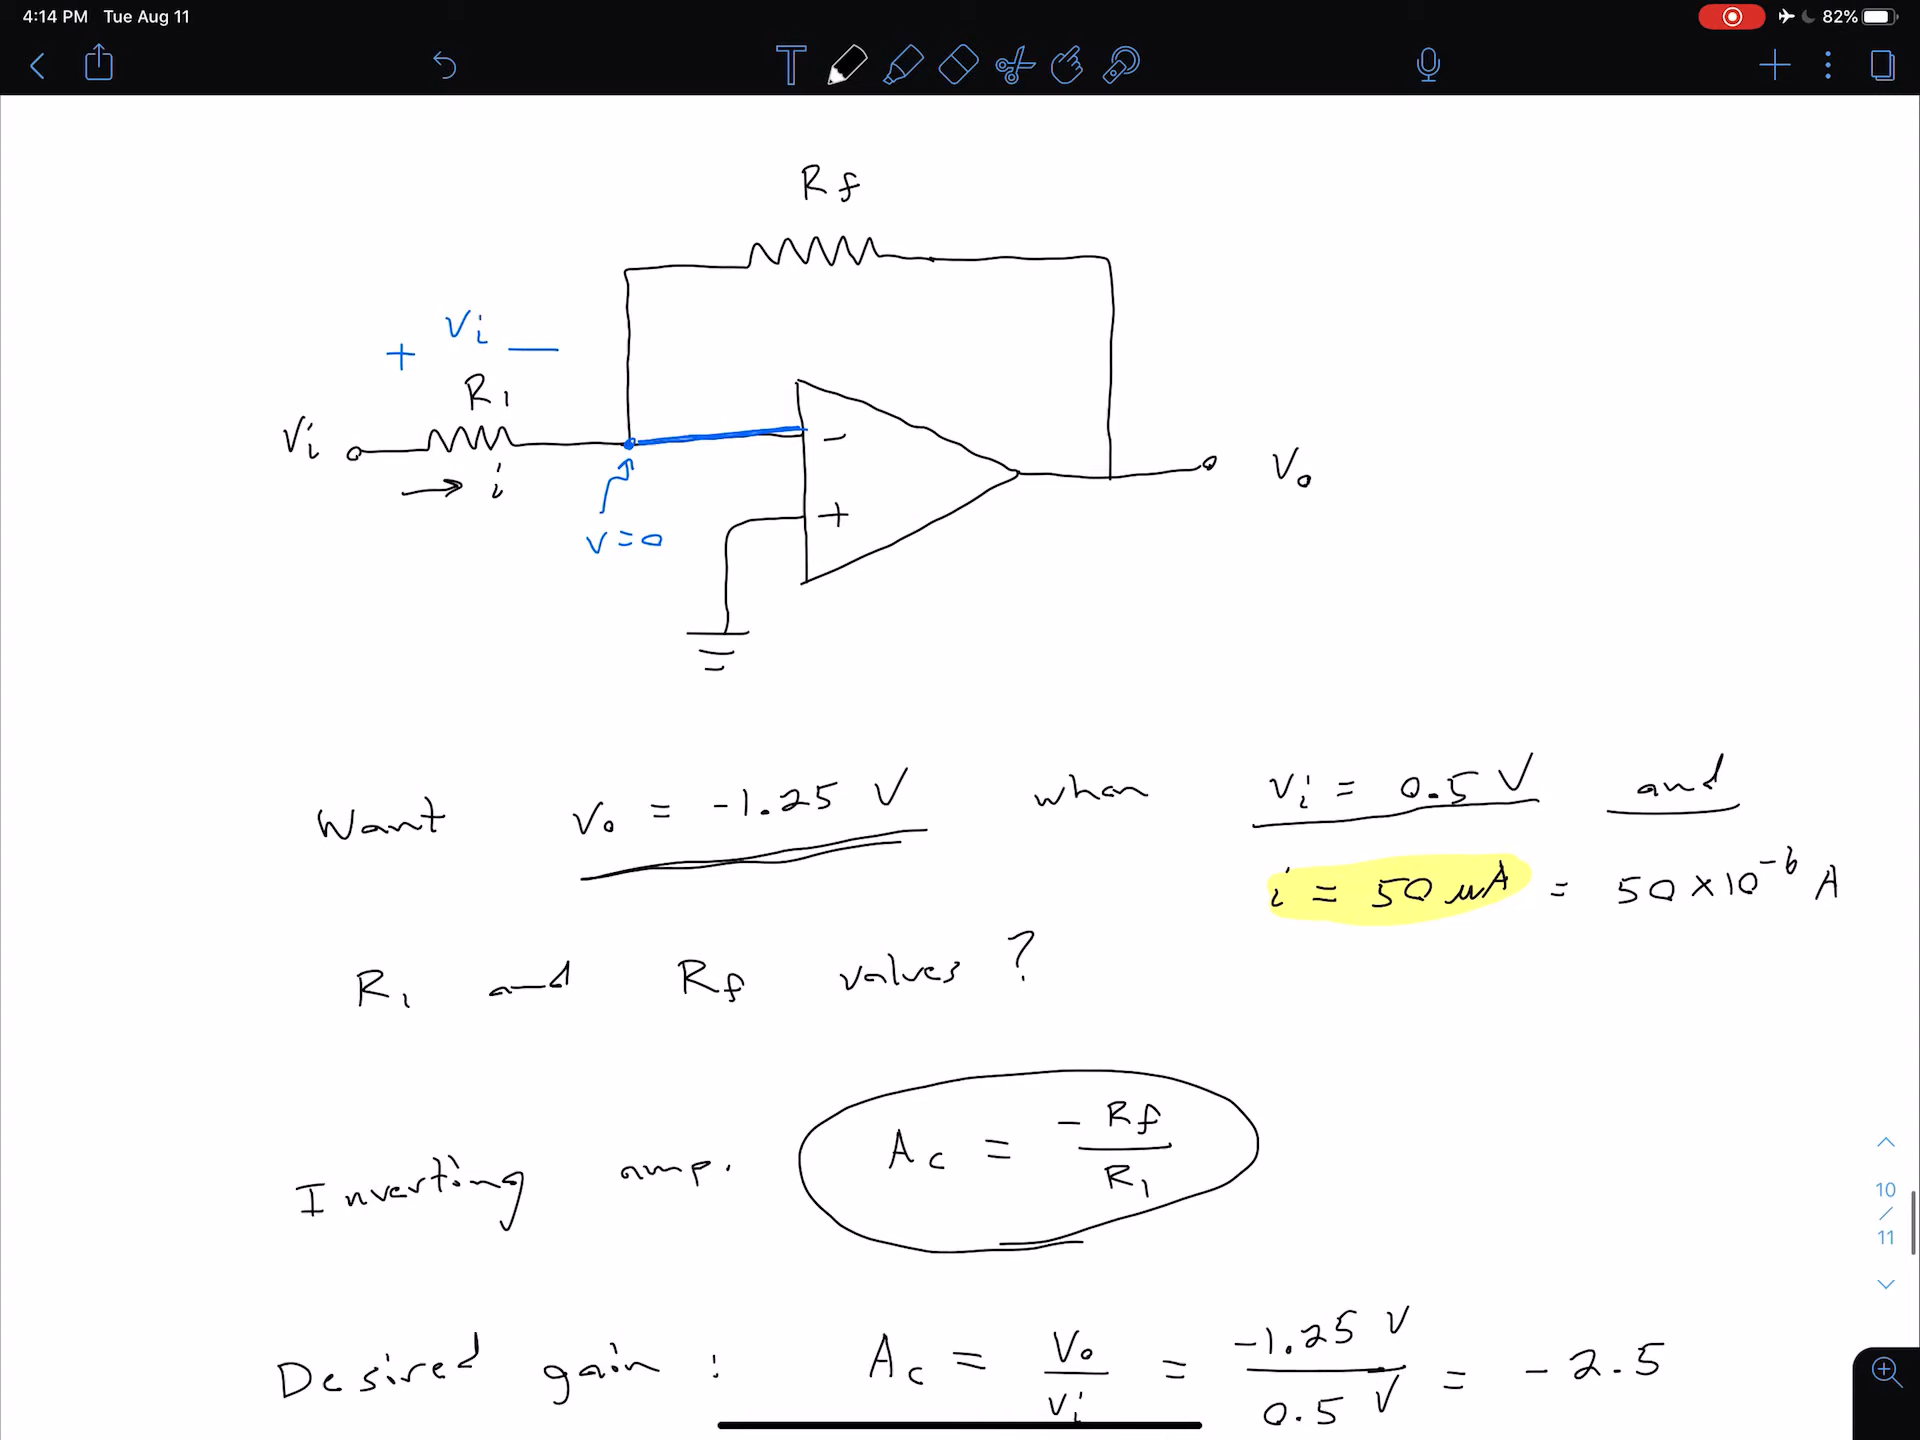 4:14 PM Tue Aug 11
82%
T
Rf
+ Vi —
R1
Vi
i
v=0
-
+
Vo
Want vo = -1.25 V when vi = 0.5 V and
i = 50 μA = 50 × 10^-6 A
R1 and Rf values ?
Inverting amp. Ac = -Rf/R1
Desired gain : Ac = Vo/Vi = -1.25 V/0.5 V = -2.5
10
/
11